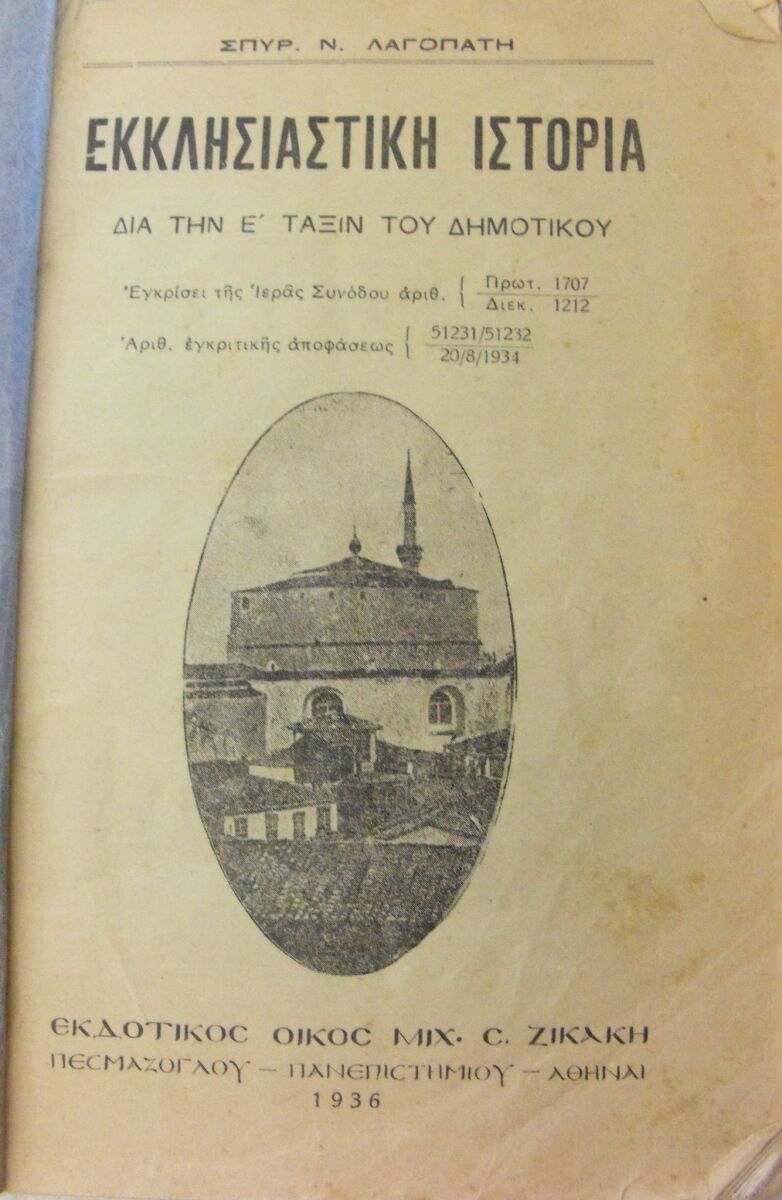 ΣΠΥΡ. Ν. ΛΑΓΟΠΑΤΗ
ΕΚΚΛΗΣΙΑΣΤΙΚΗ ΙΣΤΟΡΙΑ
ΔΙΑ ΤΗΝ Ε΄ ΤΑΞΙΝ ΤΟΥ ΔΗΜΟΤΙΚΟΥ
Ἐγκρίσει τῆς Ἱερᾶς Συνόδου ἀριθ. { Πρωτ. 1707
Διεκ. 1212
Ἀριθ. ἐγκριτικῆς ἀποφάσεως { 51231/51232
20/8/1934
ΕΚΔΟΤΙΚΟϹ ΟΙΚΟϹ ΜΙΧ. Ϲ. ΖΙΚΑΚΗ
ΠΕϹΜΑΖΟΓΛΟΥ – ΠΑΝΕΠΙϹΤΗΜΙΟΥ – ΑΘΗΝΑΙ
1936